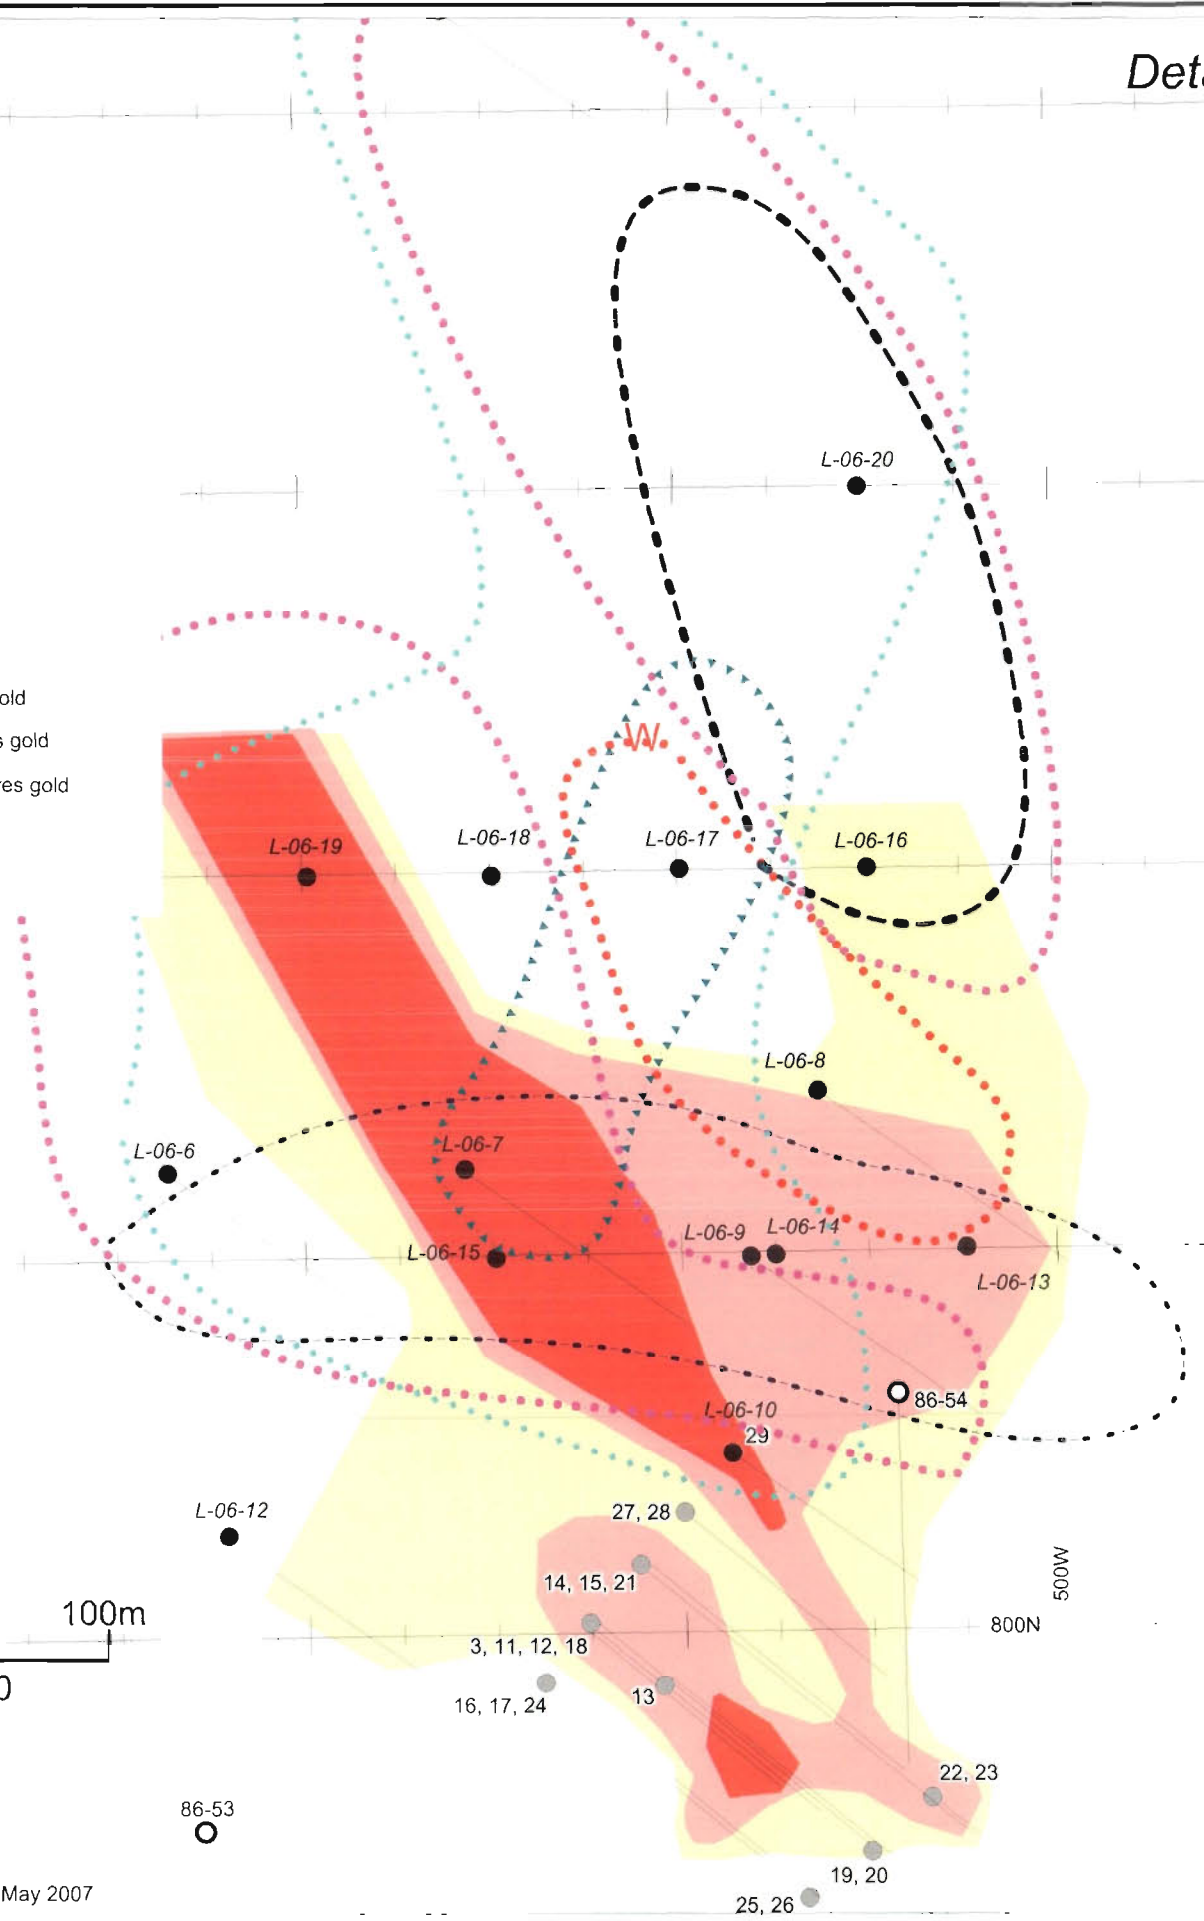 Deta
L-06-20
old
s gold
W
res gold
L-06-19
L-06-18
L-06-17
L-06-16
L-06-8
L-06-6
L-06-7
L-06-9
L-06-14
L-06-15
L-06-13
86-54
L-06-10
29
L-06-12
27, 28
500W
14, 15, 21
100m
800N
3, 11, 12, 18
0
16, 17, 24
13
22, 23
86-53
19, 20
May 2007
25, 26